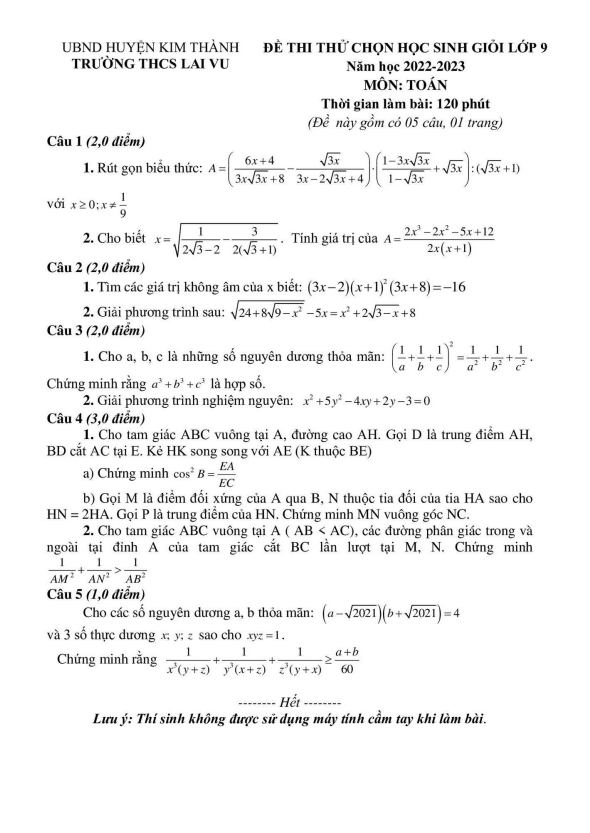 UBND HUYỆN KIM THÀNH
TRƯỜNG THCS LAI VU
ĐỀ THI THỬ CHỌN HỌC SINH GIỎI LỚP 9
Năm học 2022-2023
MÔN: TOÁN
Thời gian làm bài: 120 phút
(Đề này gồm có 05 câu, 01 trang)
Câu 1 (2,0 điểm)
1. Rút gọn biểu thức: $A=\left(\frac{6x+4}{3x\sqrt{3x}+8}-\frac{\sqrt{3x}}{3x-2\sqrt{3x}+4}\right).\left(\frac{1-3x\sqrt{3x}}{1-\sqrt{3x}}+\sqrt{3x}\right):(\sqrt{3x}+1)$
với $x\geq 0; x\neq\frac{1}{9}$
2. Cho biết $x=\sqrt{\frac{1}{2\sqrt{3}-2}-\frac{3}{2(\sqrt{3}+1)}}$. Tính giá trị của $A=\frac{2x^3-2x^2-5x+12}{2x(x+1)}$
Câu 2 (2,0 điểm)
1. Tìm các giá trị không âm của x biết: $(3x-2)(x+1)^2(3x+8)=-16$
2. Giải phương trình sau: $\sqrt{24+8\sqrt{9-x^2}}-5x=x^2+2\sqrt{3-x}+8$
Câu 3 (2,0 điểm)
1. Cho a, b, c là những số nguyên dương thỏa mãn: $\left(\frac{1}{a}+\frac{1}{b}+\frac{1}{c}\right)^2=\frac{1}{a^2}+\frac{1}{b^2}+\frac{1}{c^2}$.
Chứng minh rằng $a^3+b^3+c^3$ là hợp số.
2. Giải phương trình nghiệm nguyên: $x^2+5y^2-4xy+2y-3=0$
Câu 4 (3,0 điểm)
1. Cho tam giác ABC vuông tại A, đường cao AH. Gọi D là trung điểm AH,
BD cắt AC tại E. Kẻ HK song song với AE (K thuộc BE)
a) Chứng minh $\cos^2 B=\frac{EA}{EC}$
b) Gọi M là điểm đối xứng của A qua B, N thuộc tia đối của tia HA sao cho
HN = 2HA. Gọi P là trung điểm của HN. Chứng minh MN vuông góc NC.
2. Cho tam giác ABC vuông tại A ( AB < AC), các đường phân giác trong và
ngoài tại đỉnh A của tam giác cắt BC lần lượt tại M, N. Chứng minh
$\frac{1}{AM^2}+\frac{1}{AN^2}>\frac{1}{AB^2}$
Câu 5 (1,0 điểm)
Cho các số nguyên dương a, b thỏa mãn: $(a-\sqrt{2021})(b+\sqrt{2021})=4$
và 3 số thực dương x; y; z sao cho $xyz=1$.
Chứng minh rằng $\frac{1}{x^3(y+z)}+\frac{1}{y^3(x+z)}+\frac{1}{z^3(y+x)}\geq\frac{a+b}{60}$
-------- Hết --------
Lưu ý: Thí sinh không được sử dụng máy tính cầm tay khi làm bài.